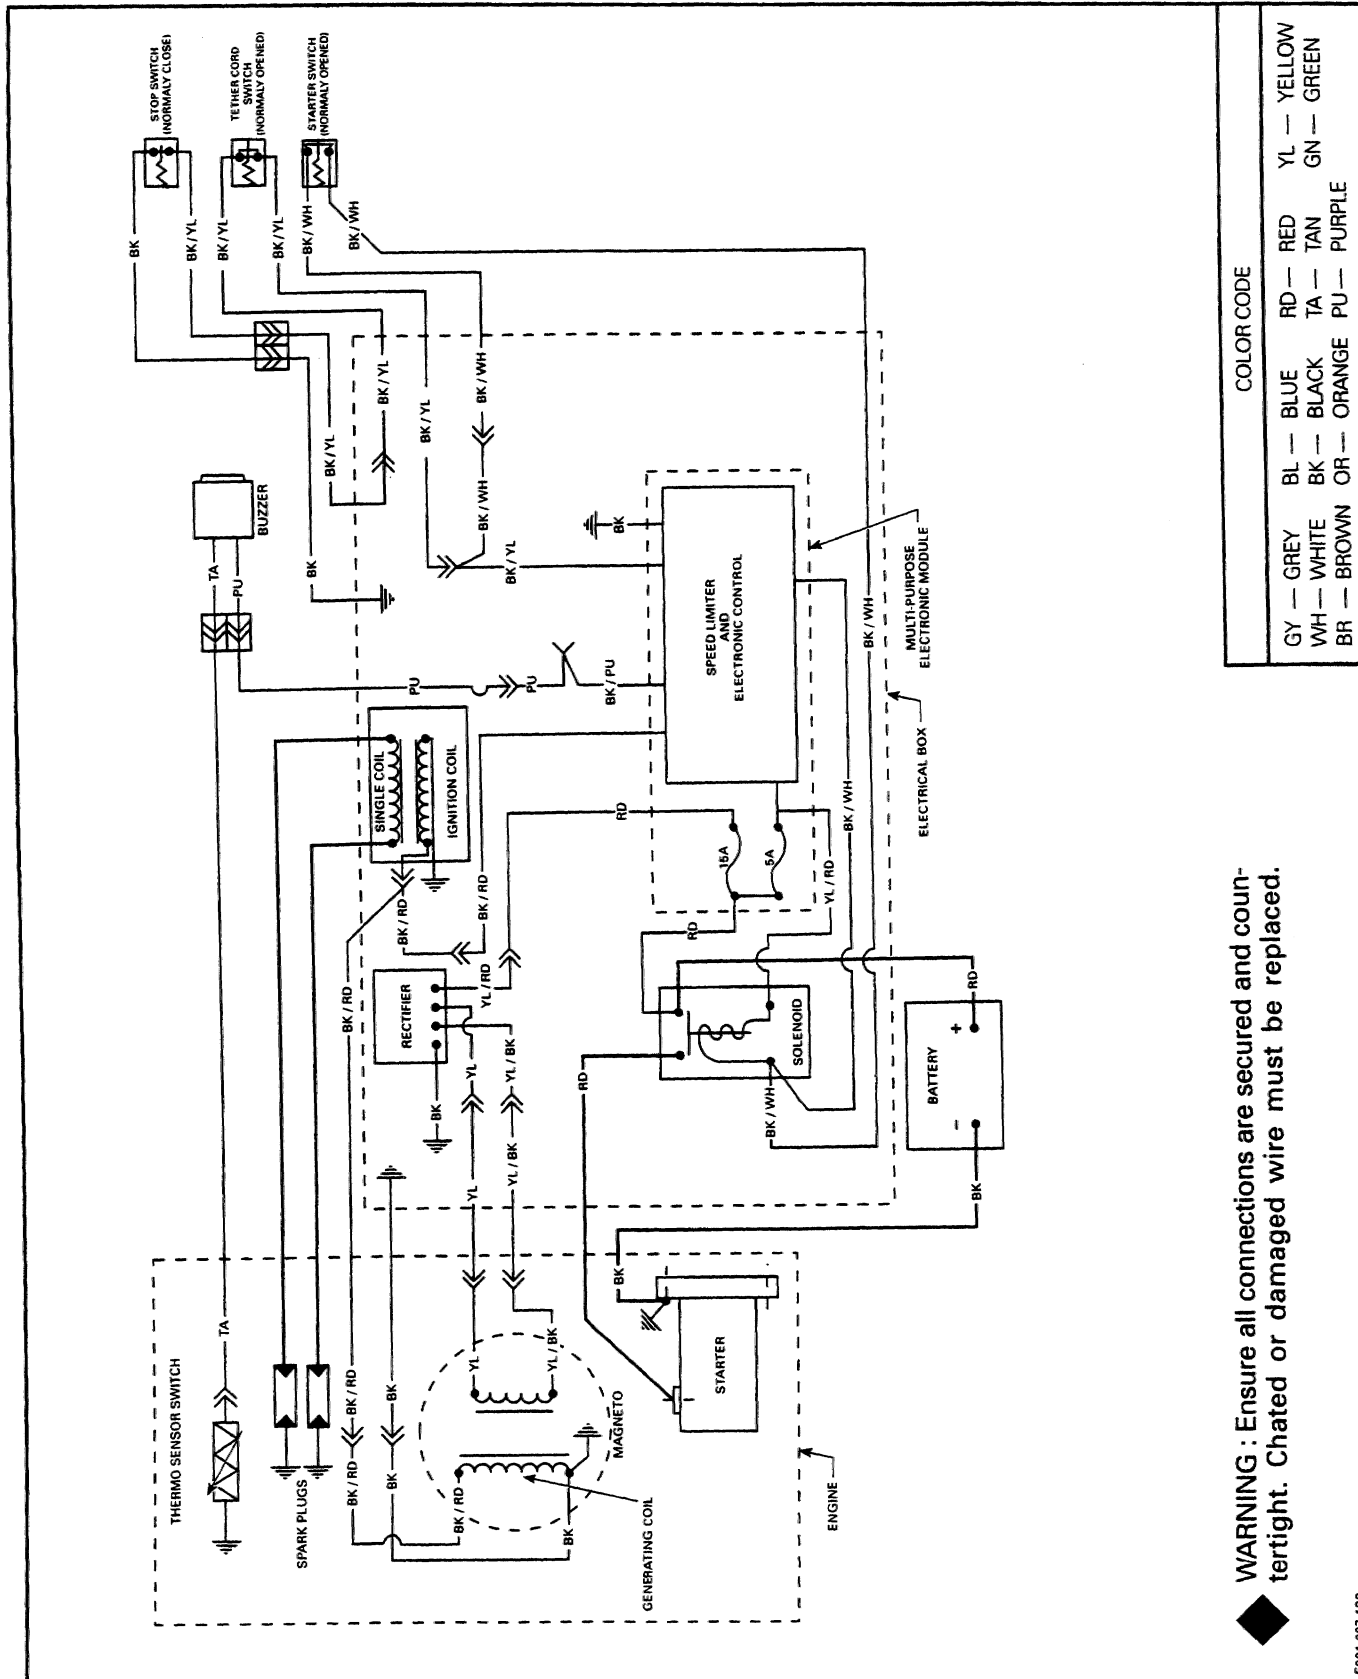 STOP SWITCH
(NORMALY CLOSE)
TETHER CORD
SWITCH
(NORMALY OPENED)
STARTER SWITCH
(NORMALY OPENED)
BK
BK/YL
BK/YL
BK/YL
BK/WH
BK/WH
BK/YL
BK/YL
BK/YL
BK/WH
BK/WH
BK/YL
BK
BK
BUZZER
TA
PU
PU
PU
BK/PU
SPEED LIMITER
AND
ELECTRONIC CONTROL
MULTI-PURPOSE
ELECTRONIC MODULE
ELECTRICAL BOX
BK/WH
BK/WH
SINGLE COIL
IGNITION COIL
BK/RD
BK/RD
BK/RD
RD
15A
5A
YL/RD
RD
RECTIFIER
YL/RD
YL
YL/BK
BK
YL
YL/BK
RD
SOLENOID
BK/WH
RD
BATTERY
+
−
BK
BK
STARTER
THERMO SENSOR SWITCH
TA
SPARK PLUGS
BK/RD
BK/RD
BK
BK
YL
YL/BK
MAGNETO
BK/RD
BK
GENERATING COIL
ENGINE
COLOR CODE
GY — GREY BL — BLUE RD — RED YL — YELLOW
WH — WHITE BK — BLACK TA — TAN GN — GREEN
BR — BROWN OR — ORANGE PU — PURPLE
WARNING : Ensure all connections are secured and coun-
tertight. Chated or damaged wire must be replaced.